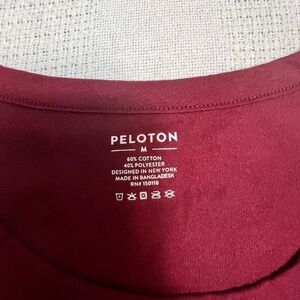 PELOTON
M
60% COTTON
40% POLYESTER
DESIGNED IN NEW YORK
MADE IN BANGLADESH
RN# 150110